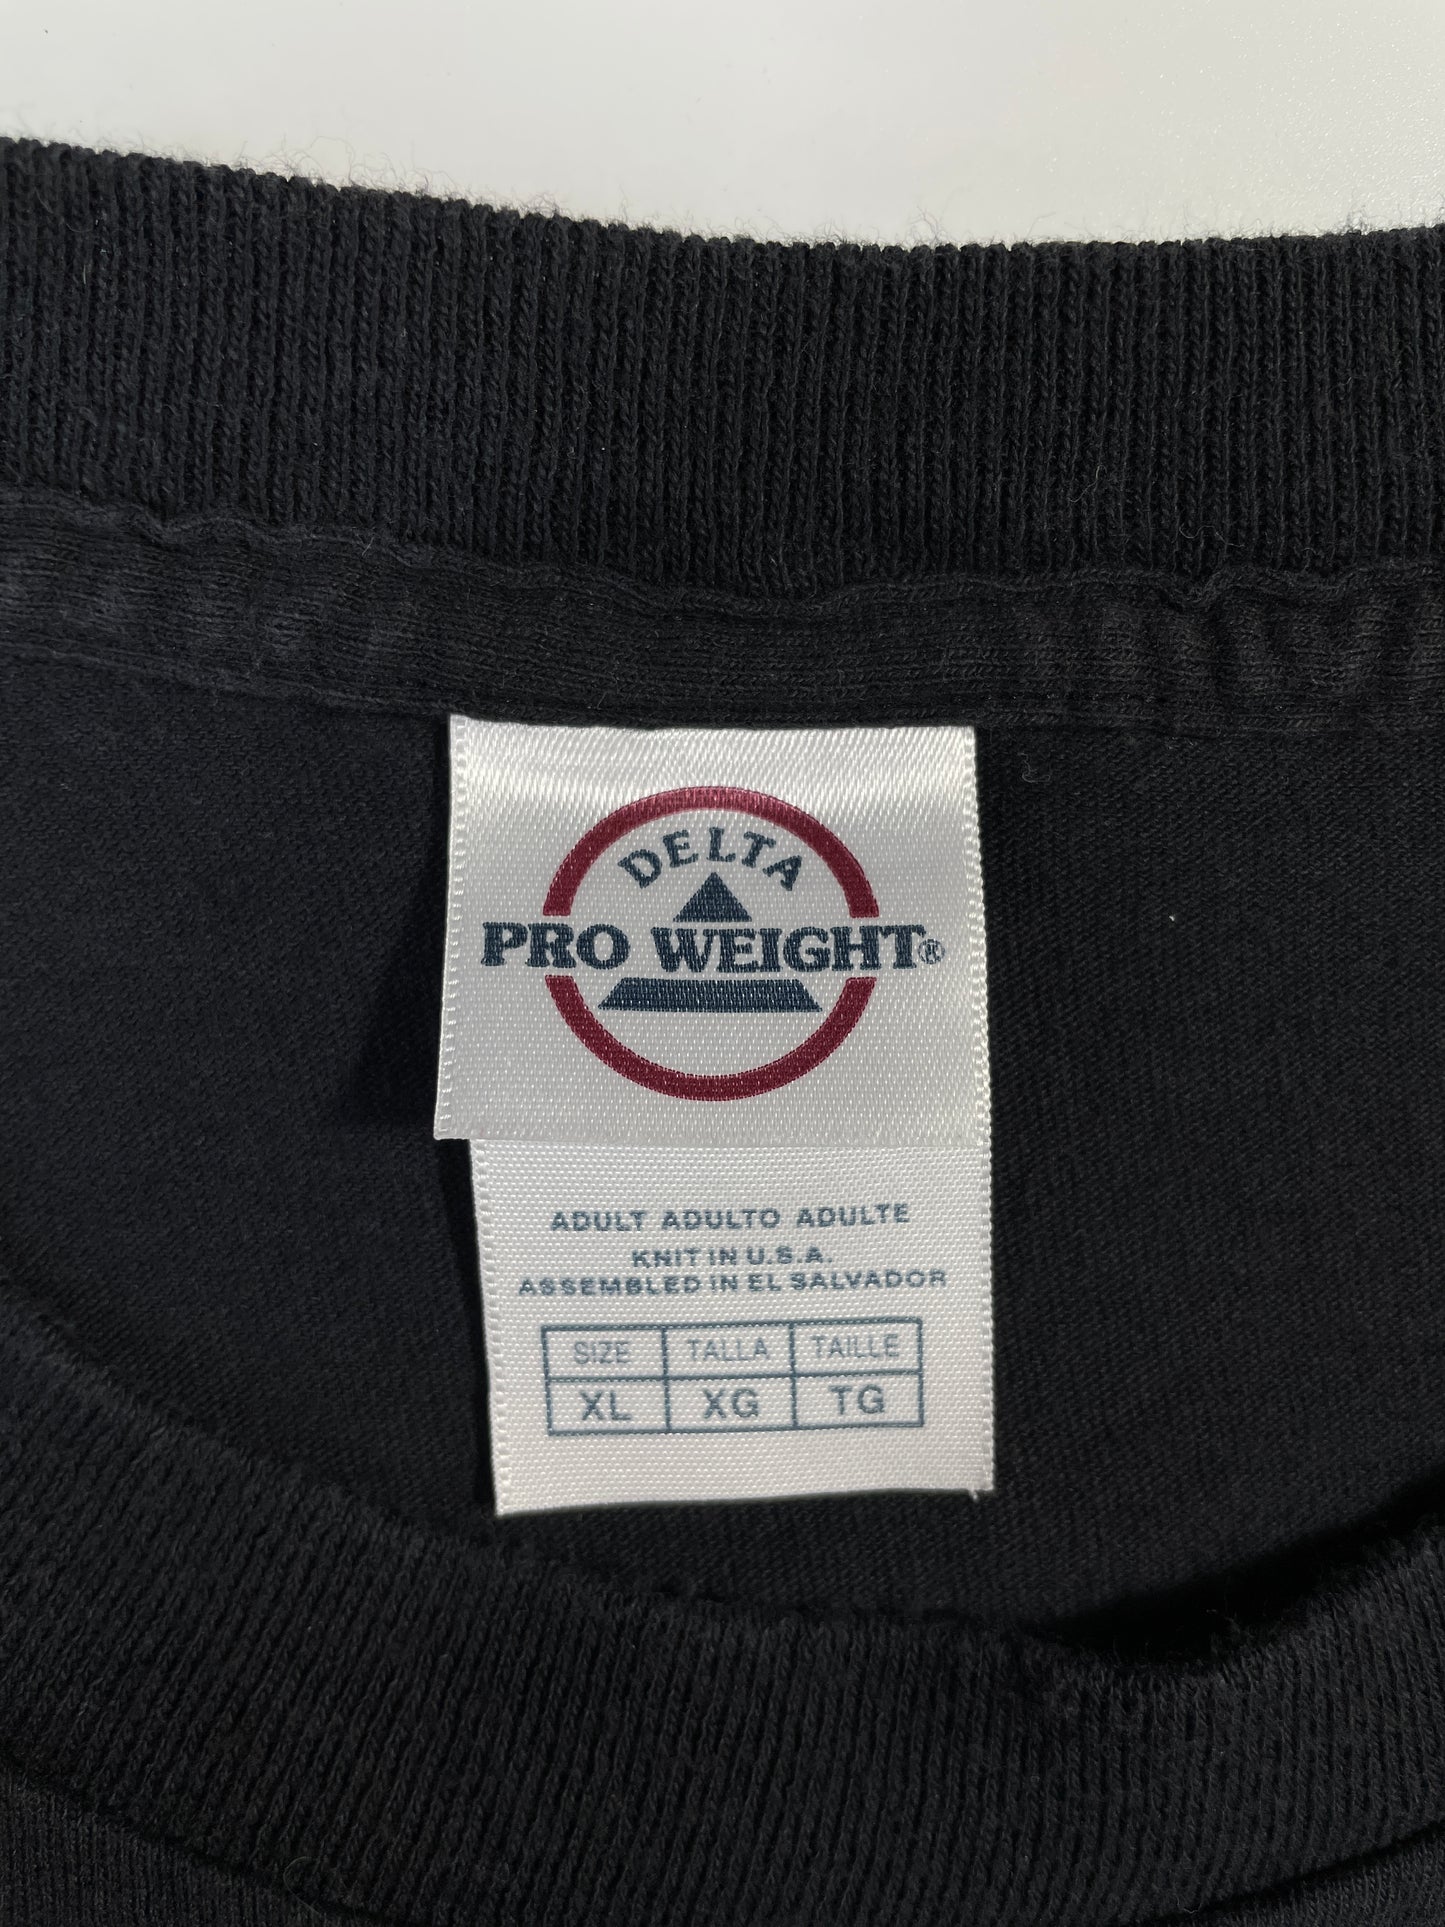 DELTA
PRO WEIGHT®
ADULT ADULTO ADULTE
KNIT IN U.S.A.
ASSEMBLED IN EL SALVADOR
SIZE TALLA TAILLE
XL XG TG